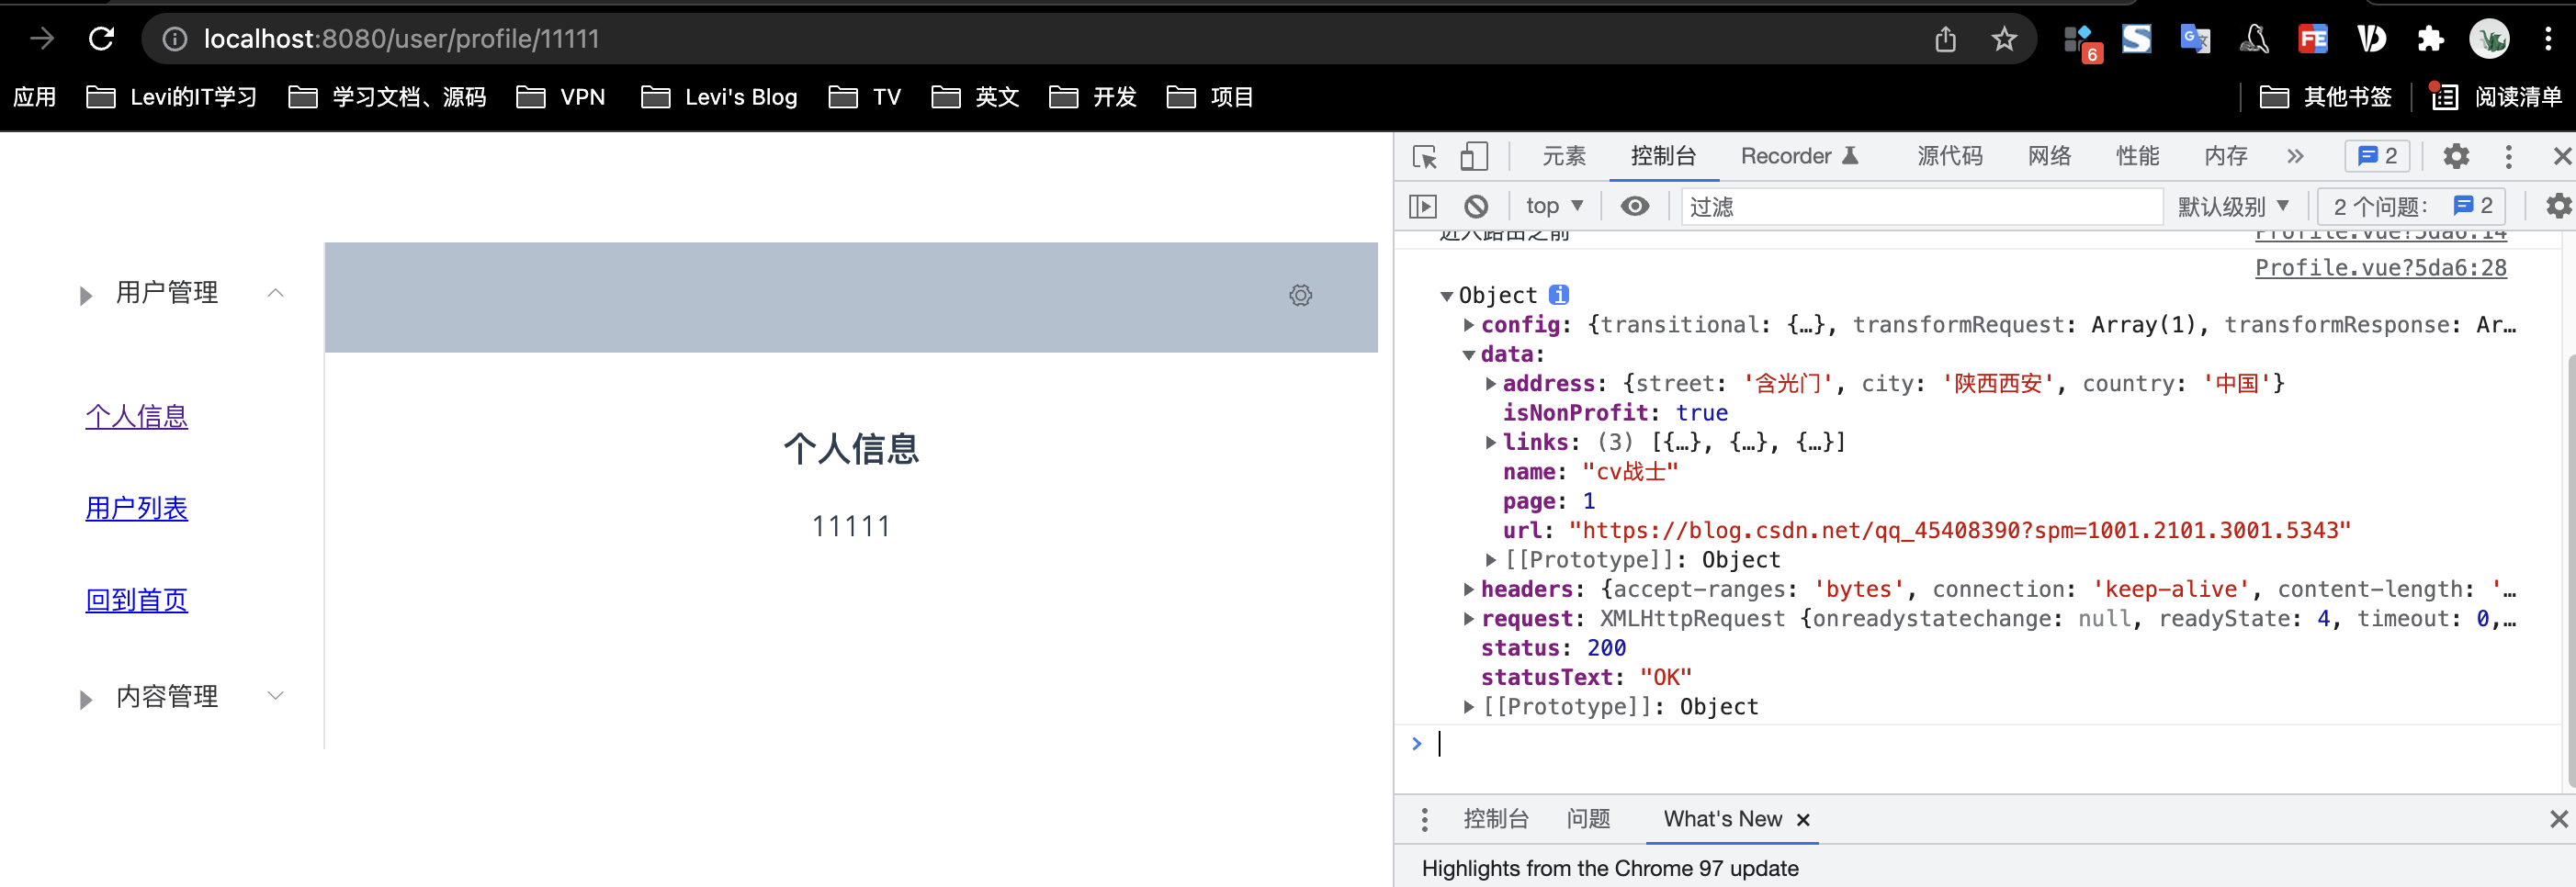 localhost:8080/user/profile/11111
6
应用 Levi的IT学习 学习文档、源码 VPN Levi's Blog TV 英文 开发 项目 其他书签 阅读清单
用户管理
个人信息
用户列表
回到首页
内容管理
个人信息
11111
元素 控制台 Recorder 源代码 网络 性能 内存 2
top 过滤 默认级别 2 个问题: 2
进入路由之前 Profile.vue?5da6:14
Profile.vue?5da6:28
Object i
config: {transitional: {…}, transformRequest: Array(1), transformResponse: Ar…
data:
address: {street: '含光门', city: '陕西西安', country: '中国'}
isNonProfit: true
links: (3) [{…}, {…}, {…}]
name: "cv战士"
page: 1
url: "https://blog.csdn.net/qq_45408390?spm=1001.2101.3001.5343"
[[Prototype]]: Object
headers: {accept-ranges: 'bytes', connection: 'keep-alive', content-length: '…
request: XMLHttpRequest {onreadystatechange: null, readyState: 4, timeout: 0,…
status: 200
statusText: "OK"
[[Prototype]]: Object
控制台 问题 What's New
Highlights from the Chrome 97 update